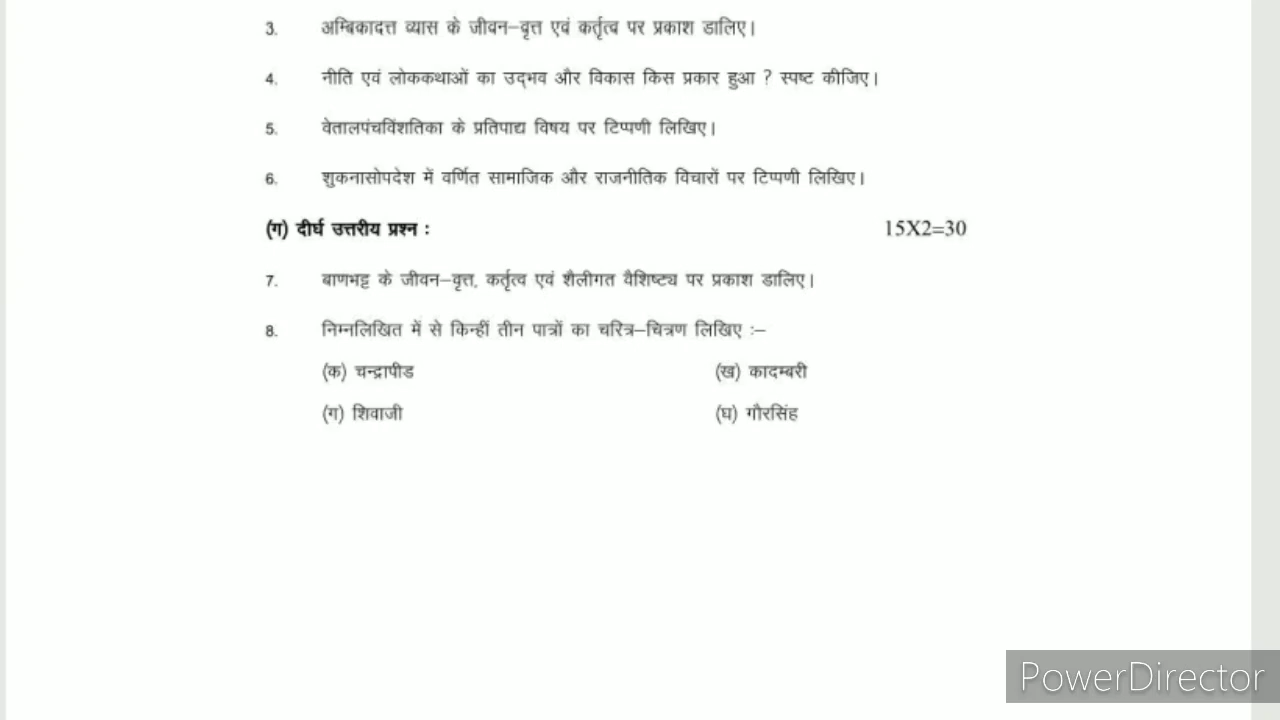 3. अम्बिकादत्त व्यास के जीवन–वृत्त एवं कर्तृत्व पर प्रकाश डालिए।
4. नीति एवं लोककथाओं का उद्भव और विकास किस प्रकार हुआ ? स्पष्ट कीजिए।
5. वेतालपंचविंशतिका के प्रतिपाद्य विषय पर टिप्पणी लिखिए।
6. शुकनासोपदेश में वर्णित सामाजिक और राजनीतिक विचारों पर टिप्पणी लिखिए।
(ग) दीर्घ उत्तरीय प्रश्न : 15X2=30
7. बाणभट्ट के जीवन–वृत्त, कर्तृत्व एवं शैलीगत वैशिष्ट्य पर प्रकाश डालिए।
8. निम्नलिखित में से किन्हीं तीन पात्रों का चरित्र–चित्रण लिखिए :–
(क) चन्द्रापीड (ख) कादम्बरी
(ग) शिवाजी (घ) गौरसिंह
PowerDirector